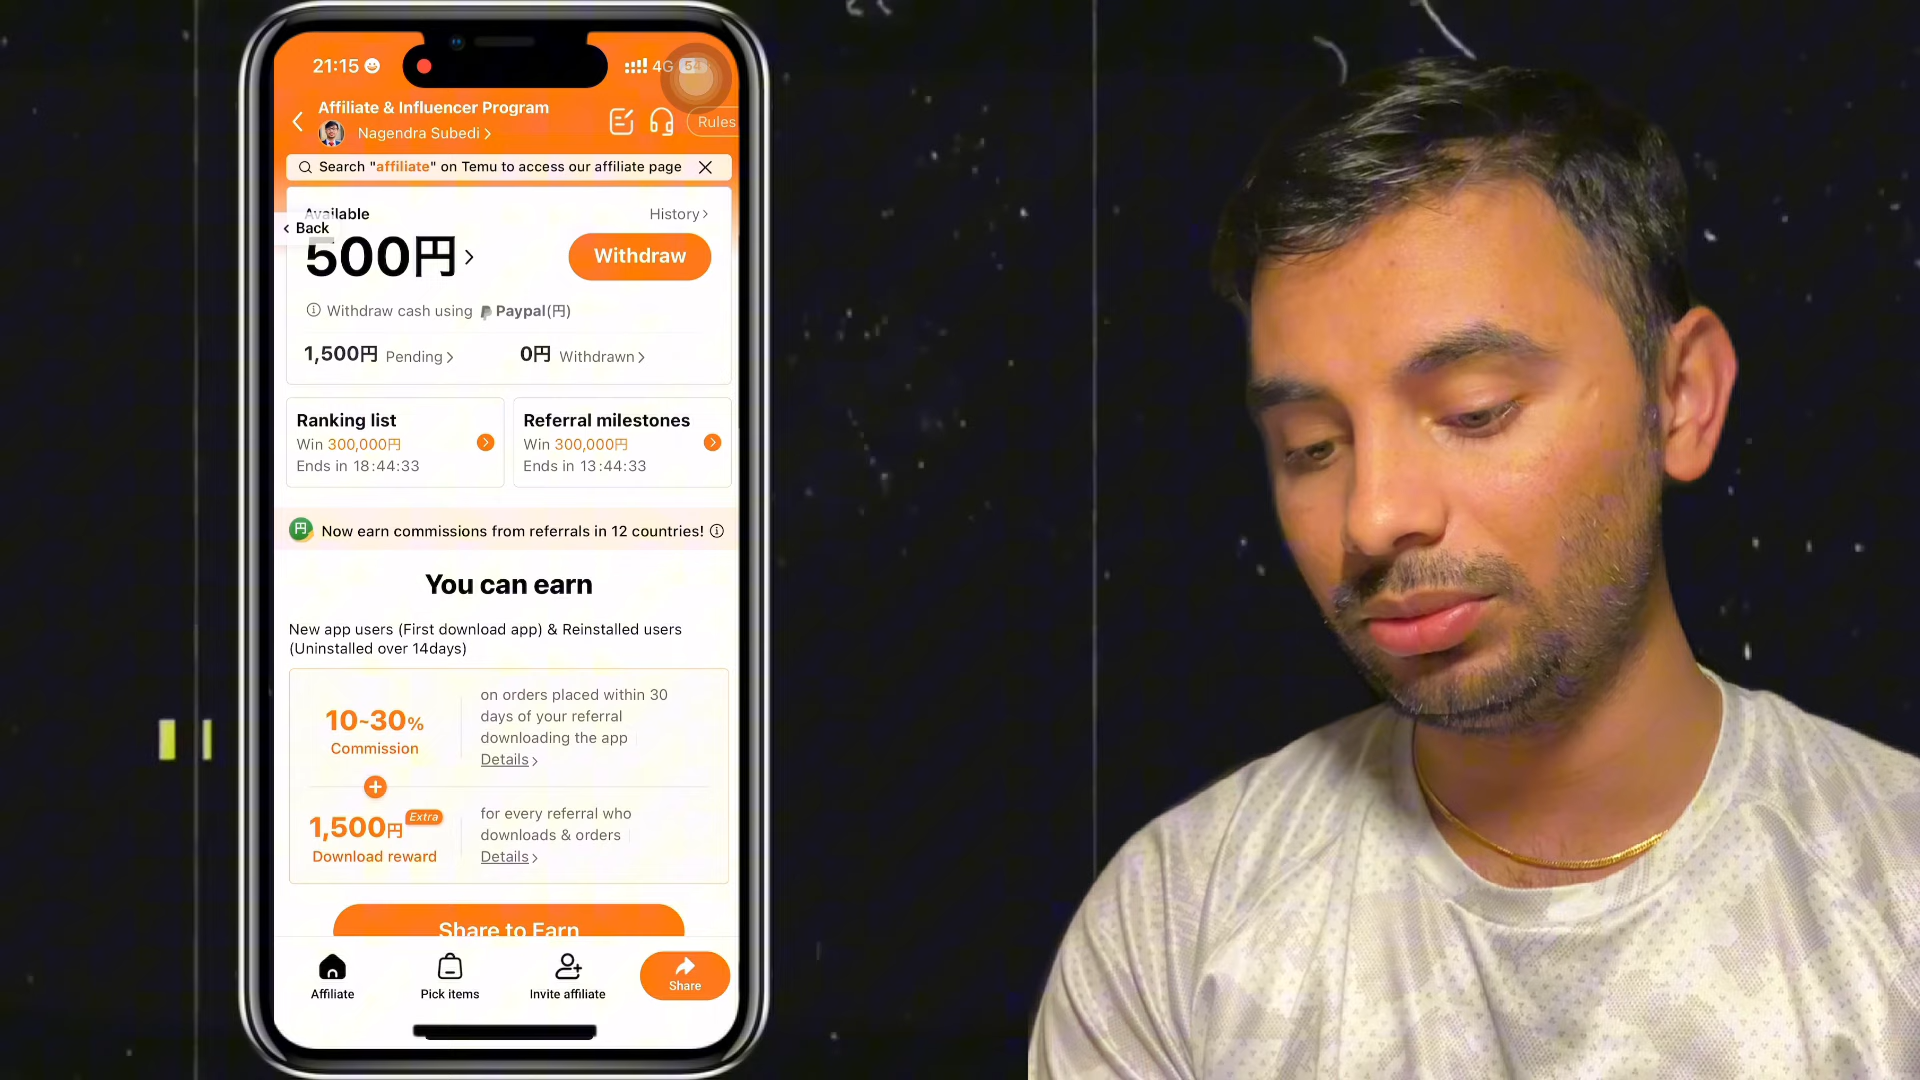 21:15
4G 54
Affiliate & Influencer Program
Nagendra Subedi
Rules
Search "affiliate" on Temu to access our affiliate page
Available
History
Back
500円
Withdraw
Withdraw cash using Paypal(円)
1,500円 Pending
0円 Withdrawn
Ranking list
Win 300,000円
Ends in 18:44:33
Referral milestones
Win 300,000円
Ends in 13:44:33
円 Now earn commissions from referrals in 12 countries!
You can earn
New app users (First download app) & Reinstalled users
(Uninstalled over 14days)
10~30%
Commission
on orders placed within 30
days of your referral
downloading the app
Details
1,500円 Extra
Download reward
for every referral who
downloads & orders
Details
Share to Earn
Affiliate
Pick items
Invite affiliate
Share